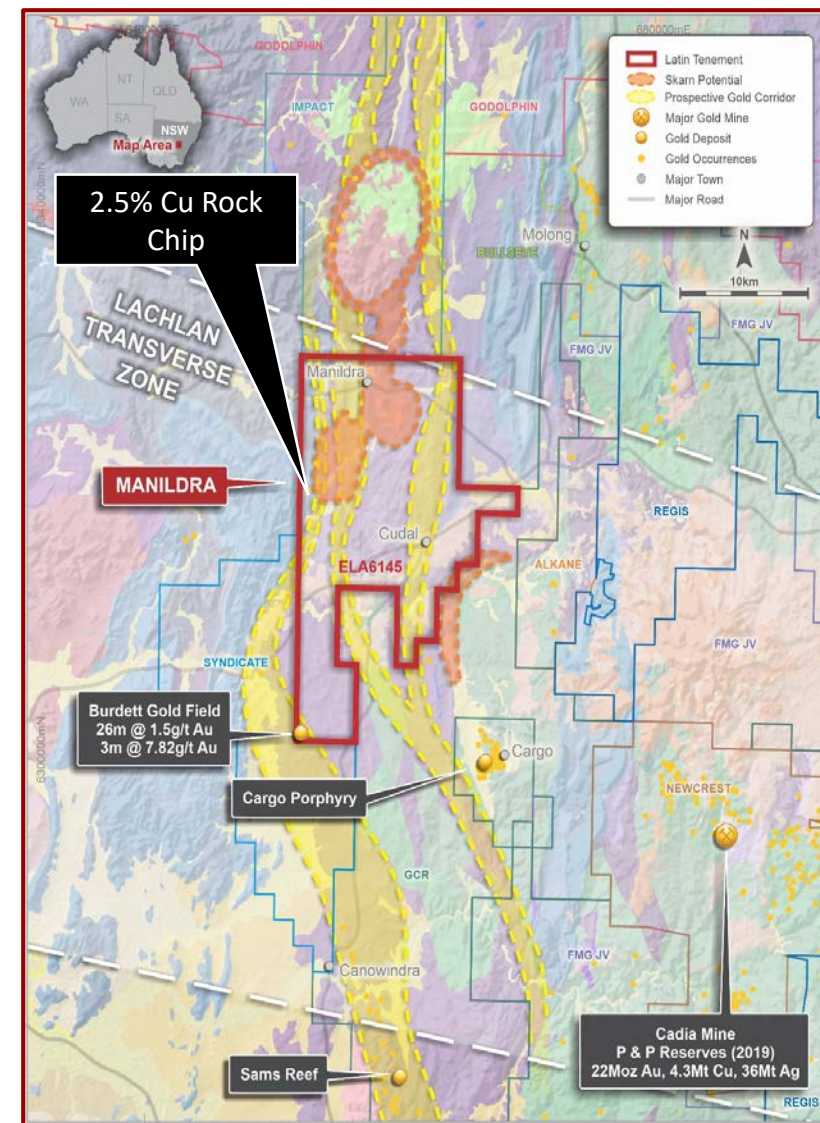 680000mE
GODOLPHIN
NT
QLD
WA
SA
NSW
Map Area
IMPACT
GODOLPHIN
Latin Tenement
Skarn Potential
Prospective Gold Corridor
Major Gold Mine
Gold Deposit
Gold Occurrences
Major Town
Major Road
N
10km
2.5% Cu Rock
Chip
6340000mN
BULLSEYE
Molong
LACHLAN
TRANSVERSE
ZONE
FMG JV
FMG JV
Manildra
MANILDRA
REGIS
Cudal
ELA6145
ALKANE
FMG JV
SYNDICATE
Burdett Gold Field
26m @ 1.5g/t Au
3m @ 7.82g/t Au
6300000mN
Cargo
Cargo Porphyry
NEWCREST
GCR
FMG JV
Canowindra
Cadia Mine
P & P Reserves (2019)
22Moz Au, 4.3Mt Cu, 36Mt Ag
Sams Reef
REGIS